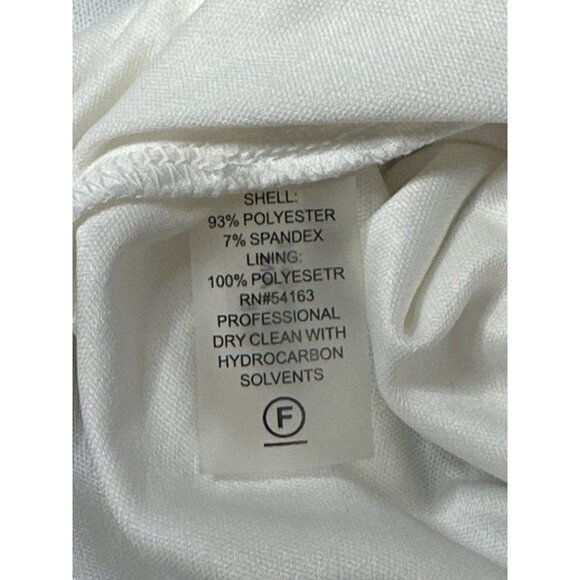 SHELL:
93% POLYESTER
7% SPANDEX
LINING:
100% POLYESETR
RN#54163
PROFESSIONAL
DRY CLEAN WITH
HYDROCARBON
SOLVENTS
F